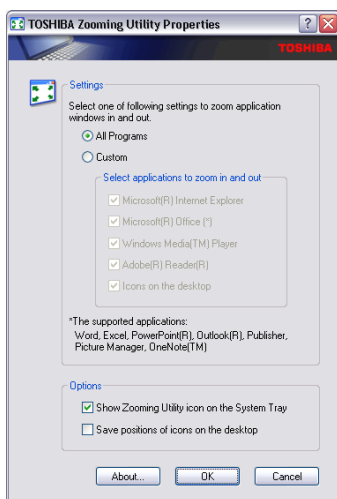 TOSHIBA Zooming Utility Properties
TOSHIBA
Settings
Select one of following settings to zoom application
windows in and out.
All Programs
Custom
Select applications to zoom in and out
Microsoft(R) Internet Explorer
Microsoft(R) Office (*)
Windows Media(TM) Player
Adobe(R) Reader(R)
Icons on the desktop
*The supported applications:
Word, Excel, PowerPoint(R), Outlook(R), Publisher,
Picture Manager, OneNote(TM)
Options
Show Zooming Utility icon on the System Tray
Save positions of icons on the desktop
About... OK Cancel